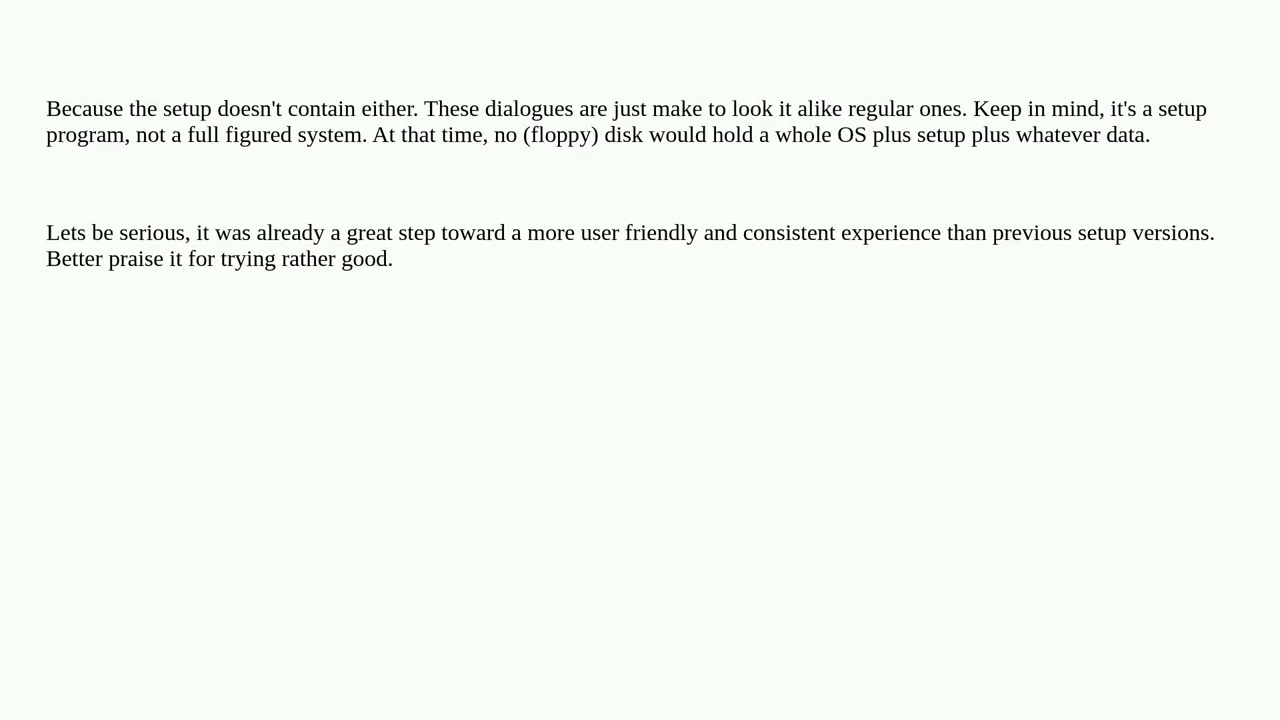 Because the setup doesn't contain either. These dialogues are just make to look it alike regular ones. Keep in mind, it's a setup
program, not a full figured system. At that time, no (floppy) disk would hold a whole OS plus setup plus whatever data.
Lets be serious, it was already a great step toward a more user friendly and consistent experience than previous setup versions.
Better praise it for trying rather good.